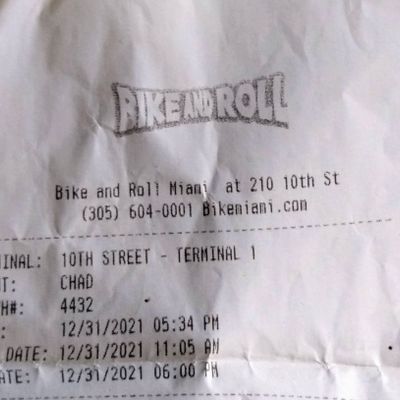 BIKE AND ROLL
Bike and Roll Miami at 210 10th St
(305) 604-0001 Bikemiami.com
INAL: 10TH STREET - TERMINAL 1
T: CHAD
H#: 4432
: 12/31/2021 05:34 PM
DATE: 12/31/2021 11:05 AM
ATE: 12/31/2021 06:00 PM